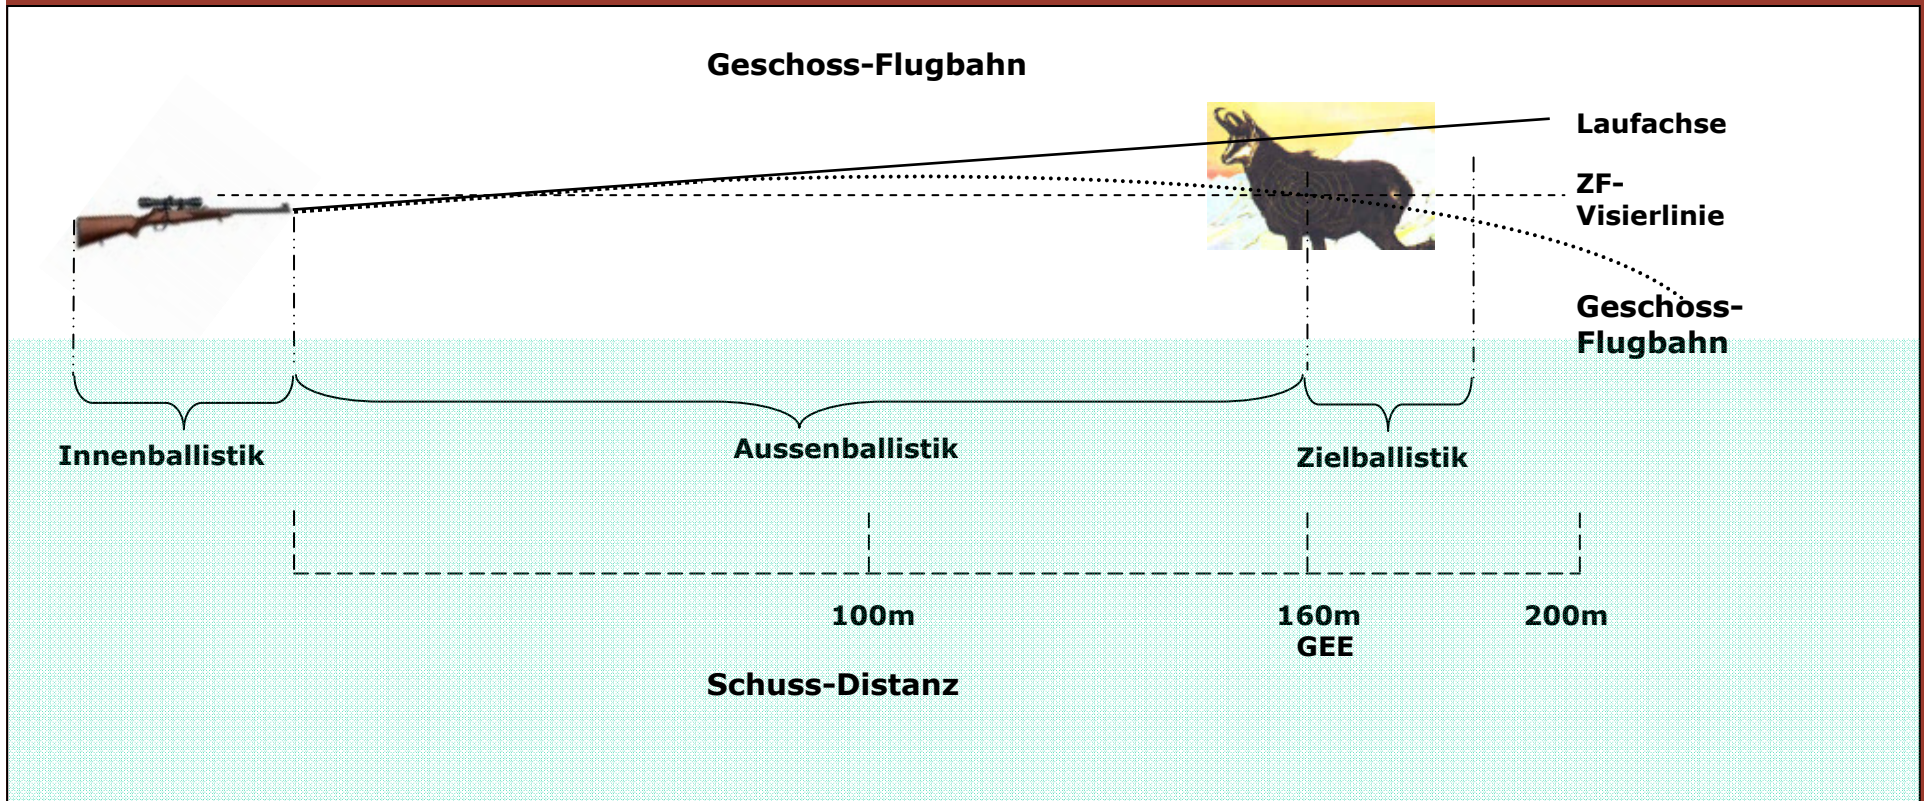 Geschoss-Flugbahn
Laufachse
ZF-
Visierlinie
Geschoss-
Flugbahn
Innenballistik
Aussenballistik
Zielballistik
100m
160m
200m
GEE
Schuss-Distanz